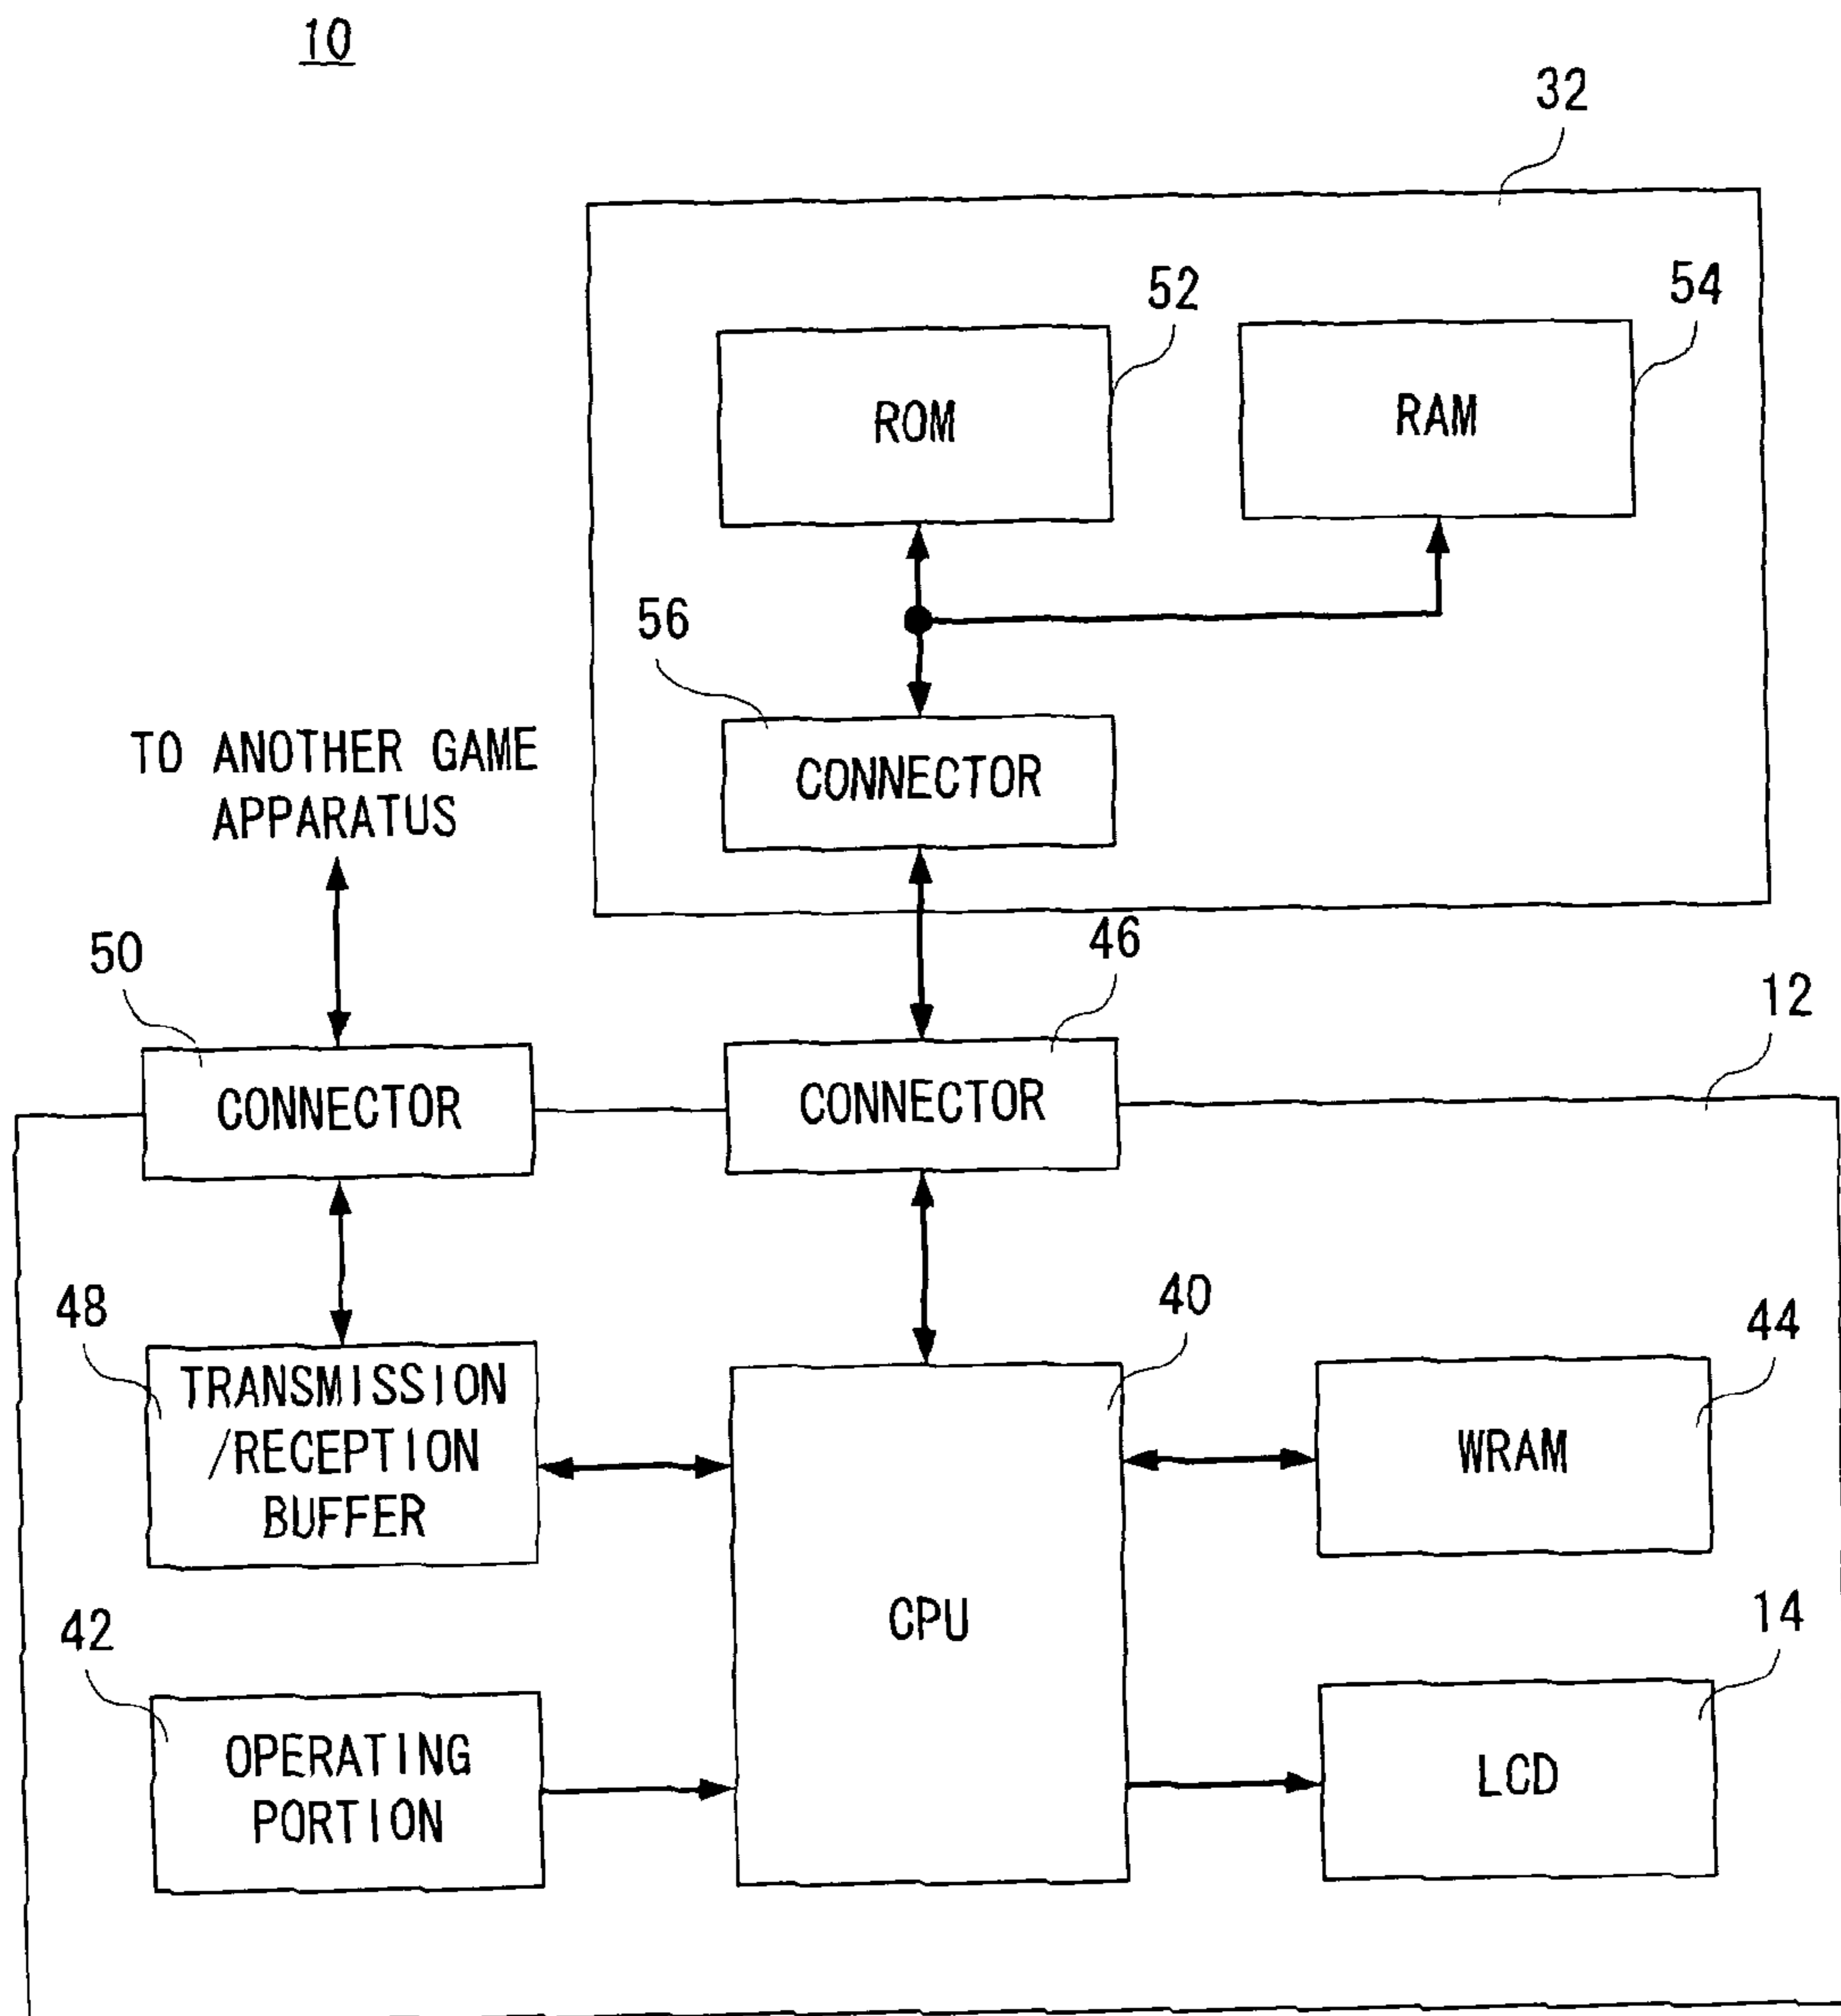 10
32
52
54
ROM
RAM
56
CONNECTOR
TO ANOTHER GAME
APPARATUS
50
46
12
CONNECTOR
CONNECTOR
48
40
44
TRANSMISSION
/RECEPTION
BUFFER
WRAM
CPU
42
14
OPERATING
PORTION
LCD